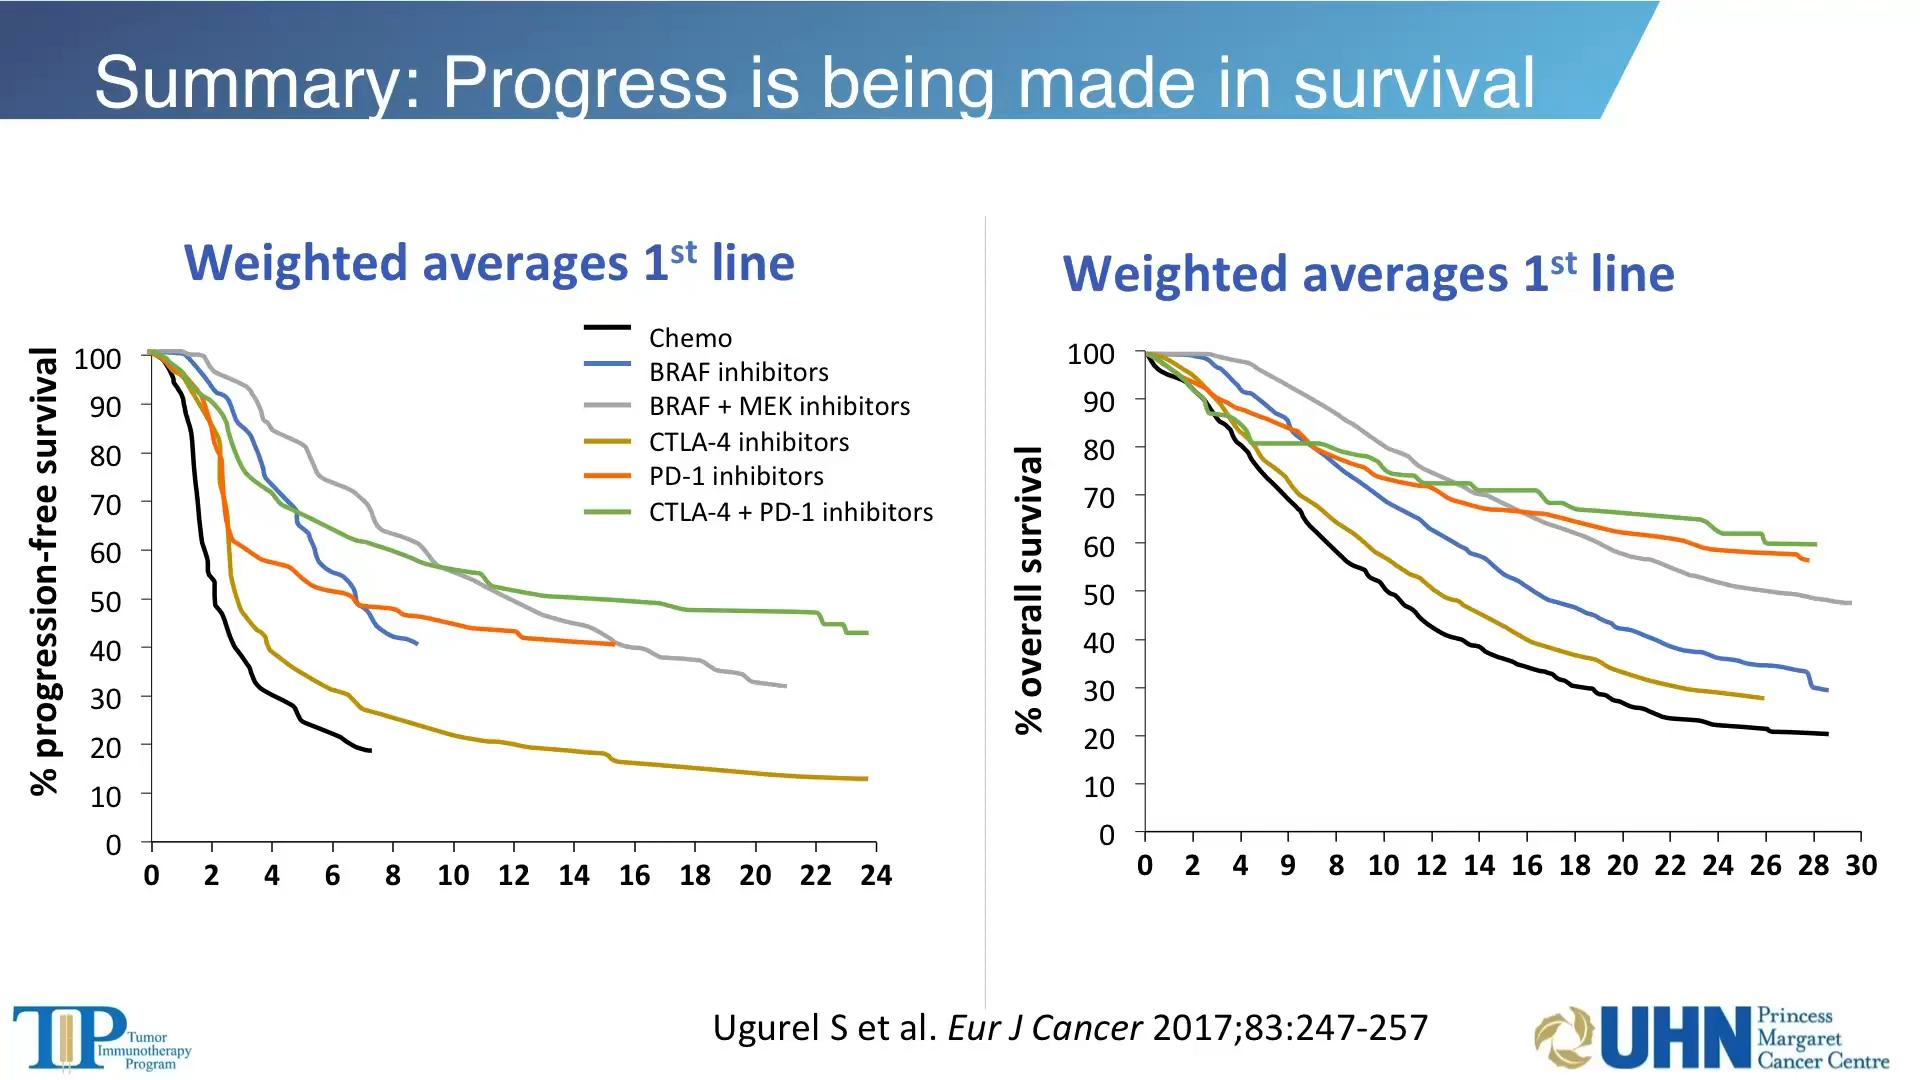 Summary: Progress is being made in survival
Weighted averages 1st line
Chemo
BRAF inhibitors
BRAF + MEK inhibitors
CTLA-4 inhibitors
PD-1 inhibitors
CTLA-4 + PD-1 inhibitors
% progression-free survival
100
90
80
70
60
50
40
30
20
10
0
0 2 4 6 8 10 12 14 16 18 20 22 24
Weighted averages 1st line
% overall survival
100
90
80
70
60
50
40
30
20
10
0
0 2 4 9 8 10 12 14 16 18 20 22 24 26 28 30
TIP Tumor
Immunotherapy
Program
Ugurel S et al. Eur J Cancer 2017;83:247-257
UHN Princess
Margaret
Cancer Centre